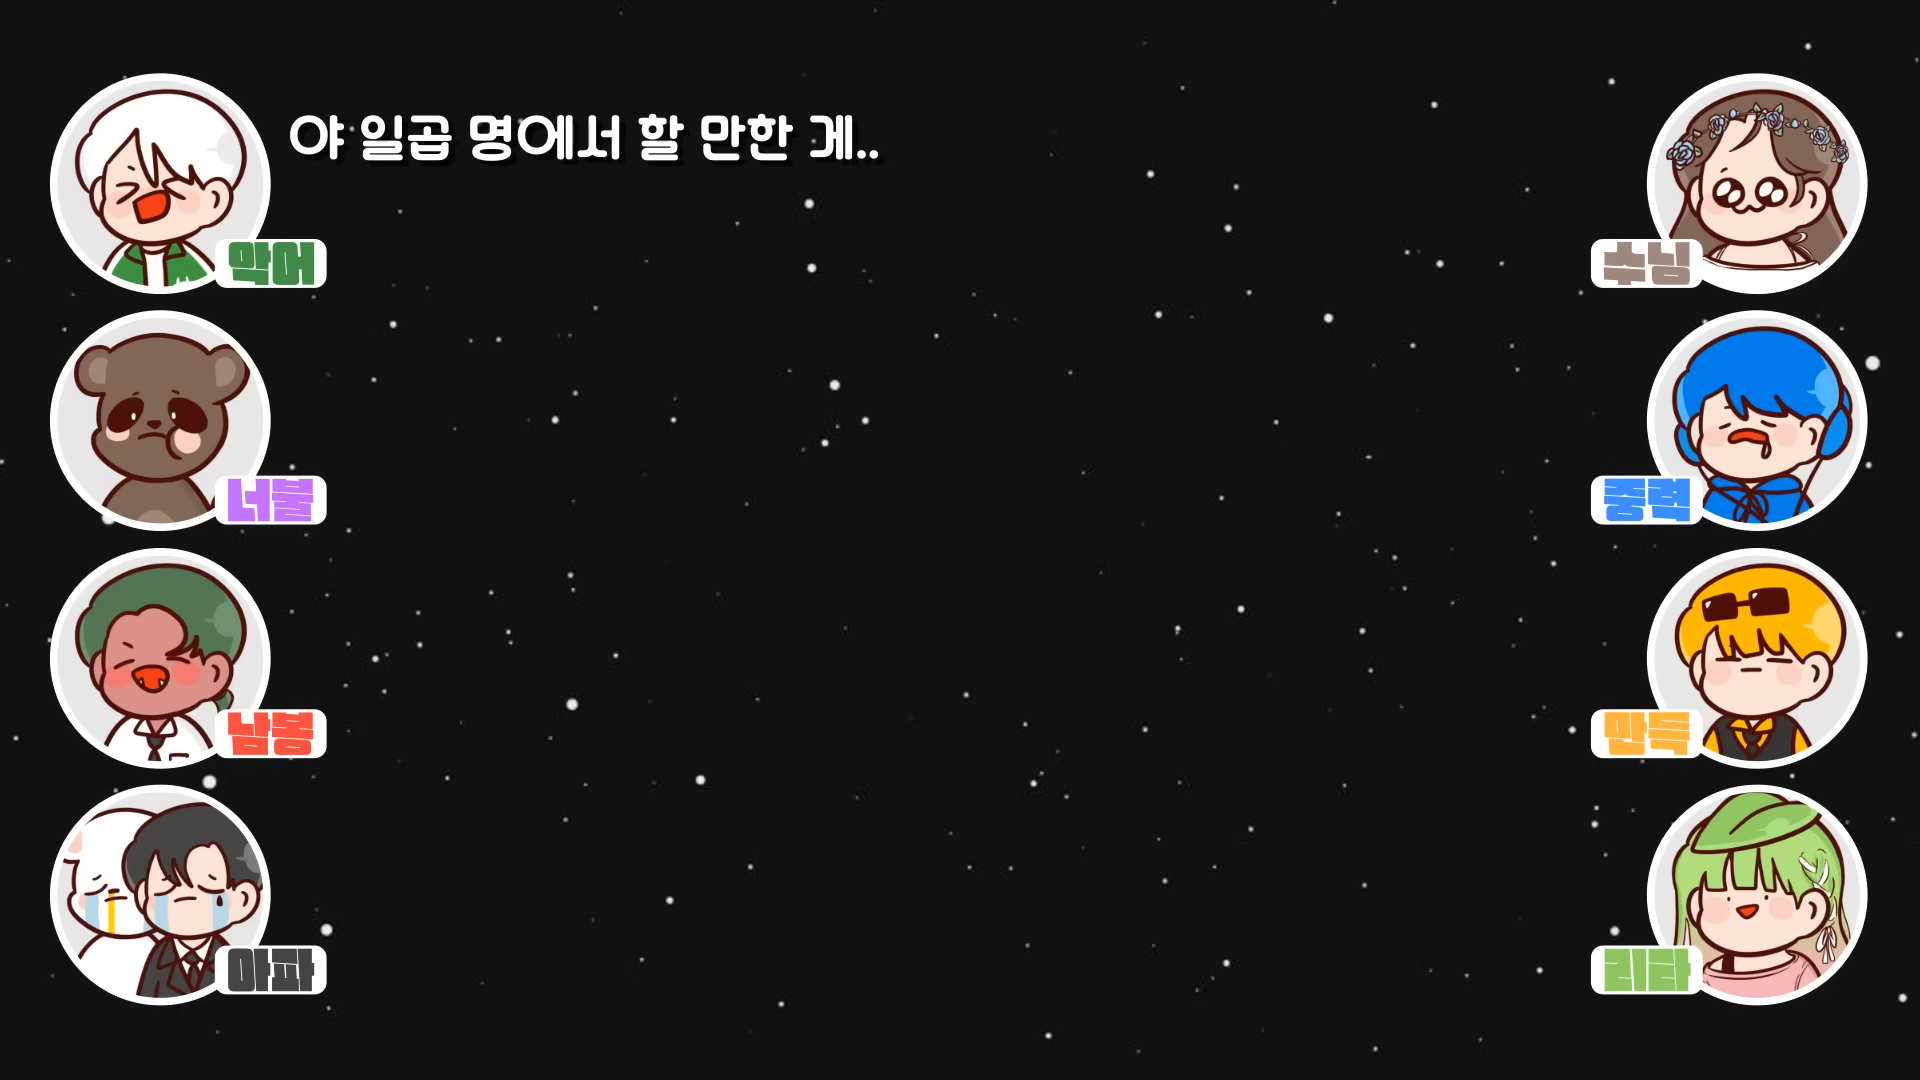 야 일곱 명에서 할 만한 게..
악어
수닝
너불
중력
남봉
만득
아파
리타